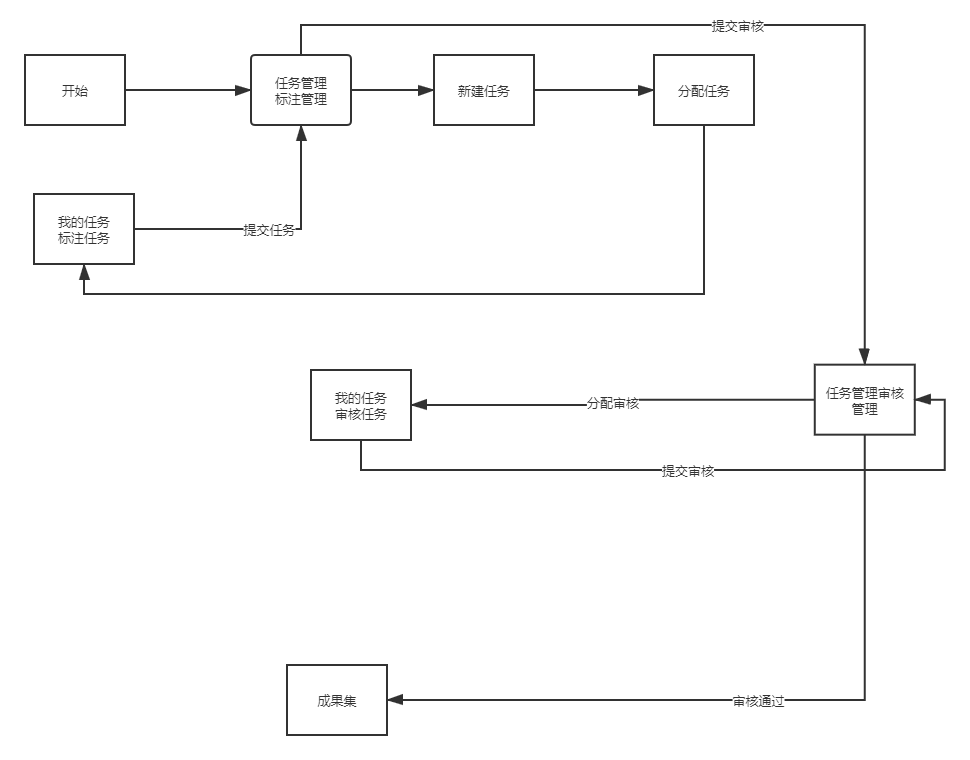 提交审核
开始
任务管理
标注管理
新建任务
分配任务
我的任务
标注任务
提交任务
我的任务
审核任务
分配审核
任务管理审核
管理
提交审核
成果集
审核通过